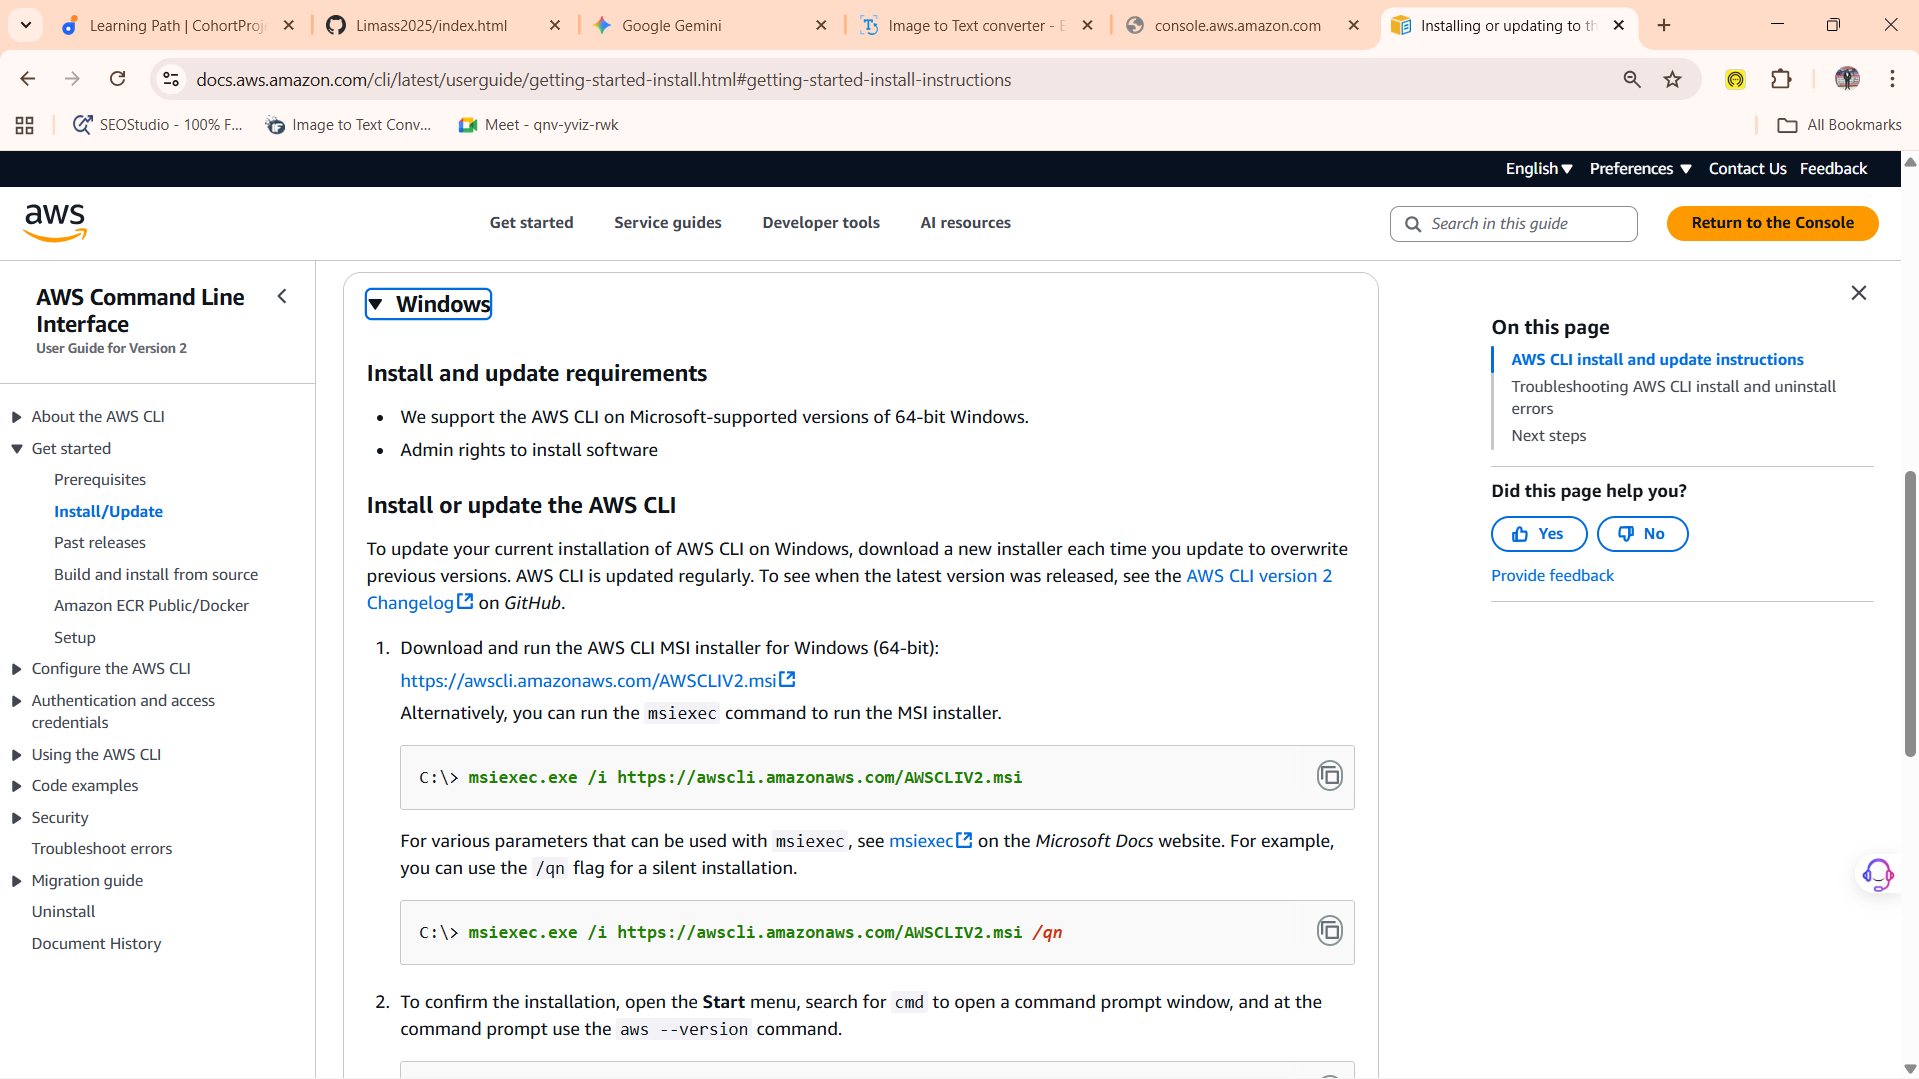 Learning Path | CohortProj
Limass2025/index.html
Google Gemini
Image to Text converter - E
console.aws.amazon.com
Installing or updating to th
docs.aws.amazon.com/cli/latest/userguide/getting-started-install.html#getting-started-install-instructions
SEOStudio - 100% F...
Image to Text Conv...
Meet - qnv-yviz-rwk
All Bookmarks
English
Preferences
Contact Us
Feedback
aws
Get started
Service guides
Developer tools
AI resources
Search in this guide
Return to the Console
AWS Command Line
Interface
User Guide for Version 2
About the AWS CLI
Get started
Prerequisites
Install/Update
Past releases
Build and install from source
Amazon ECR Public/Docker
Setup
Configure the AWS CLI
Authentication and access
credentials
Using the AWS CLI
Code examples
Security
Troubleshoot errors
Migration guide
Uninstall
Document History
Windows
Install and update requirements
• We support the AWS CLI on Microsoft-supported versions of 64-bit Windows.
• Admin rights to install software
Install or update the AWS CLI
To update your current installation of AWS CLI on Windows, download a new installer each time you update to overwrite
previous versions. AWS CLI is updated regularly. To see when the latest version was released, see the AWS CLI version 2
Changelog on GitHub.
1. Download and run the AWS CLI MSI installer for Windows (64-bit):
https://awscli.amazonaws.com/AWSCLIV2.msi
Alternatively, you can run the msiexec command to run the MSI installer.
C:\> msiexec.exe /i https://awscli.amazonaws.com/AWSCLIV2.msi
For various parameters that can be used with msiexec, see msiexec on the Microsoft Docs website. For example,
you can use the /qn flag for a silent installation.
C:\> msiexec.exe /i https://awscli.amazonaws.com/AWSCLIV2.msi /qn
2. To confirm the installation, open the Start menu, search for cmd to open a command prompt window, and at the
command prompt use the aws --version command.
On this page
AWS CLI install and update instructions
Troubleshooting AWS CLI install and uninstall
errors
Next steps
Did this page help you?
Yes
No
Provide feedback